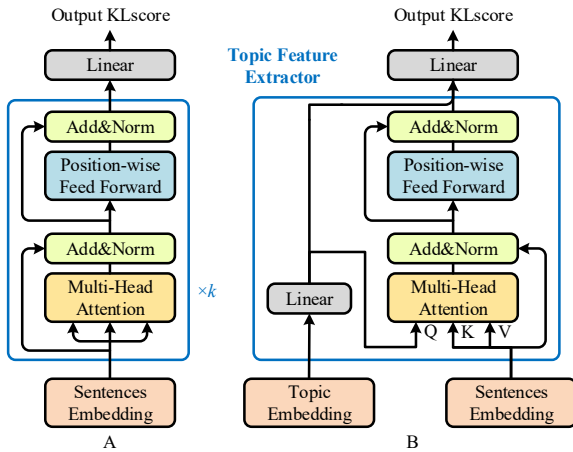 Output KLscore
Linear
Add&Norm
Position-wise
Feed Forward
Add&Norm
Multi-Head
Attention
×k
Sentences
Embedding
A
Output KLscore
Topic Feature
Extractor
Linear
Add&Norm
Position-wise
Feed Forward
Add&Norm
Linear
Multi-Head
Attention
Q
K
V
Topic
Embedding
Sentences
Embedding
B